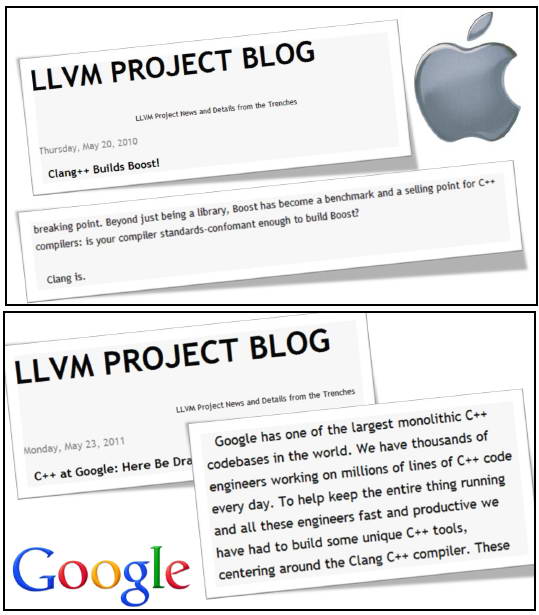 LLVM PROJECT BLOG
LLVM Project News and Details from the Trenches
Thursday, May 20, 2010
Clang++ Builds Boost!
breaking point. Beyond just being a library, Boost has become a benchmark and a selling point for C++
compilers: is your compiler standards-confomant enough to build Boost?
Clang is.
LLVM PROJECT BLOG
LLVM Project News and Details from the Trenches
Monday, May 23, 2011
C++ at Google: Here Be Dra
Google has one of the largest monolithic C++
codebases in the world. We have thousands of
engineers working on millions of lines of C++ code
every day. To help keep the entire thing running
and all these engineers fast and productive we
have had to build some unique C++ tools,
centering around the Clang C++ compiler. These
Google